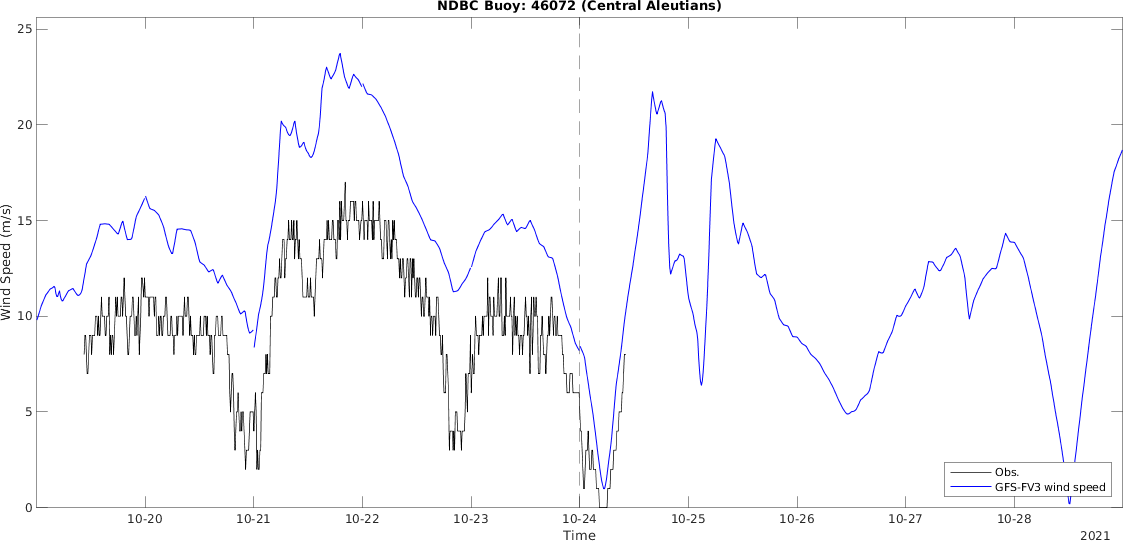 NDBC Buoy: 46072 (Central Aleutians)
25
20
15
10
5
0
Wind Speed (m/s)
10-20 10-21 10-22 10-23 10-24 10-25 10-26 10-27 10-28
Time
2021
Obs.
GFS-FV3 wind speed